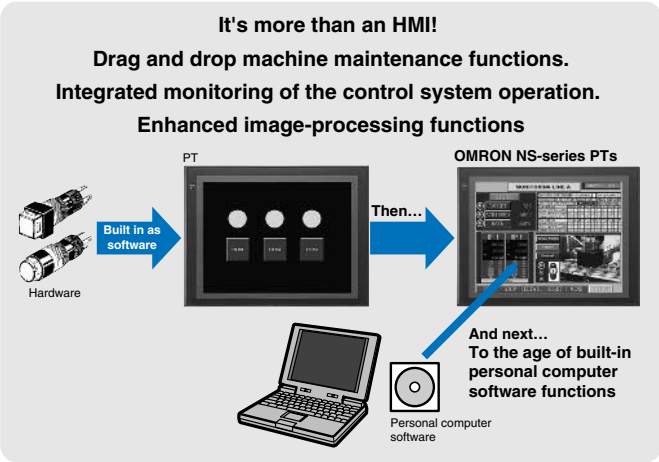 It's more than an HMI!
Drag and drop machine maintenance functions.
Integrated monitoring of the control system operation.
Enhanced image-processing functions
PT
OMRON NS-series PTs
Built in as
software
Then…
Hardware
MONITORING LINE A
And next…
To the age of built-in
personal computer
software functions
Personal computer
software